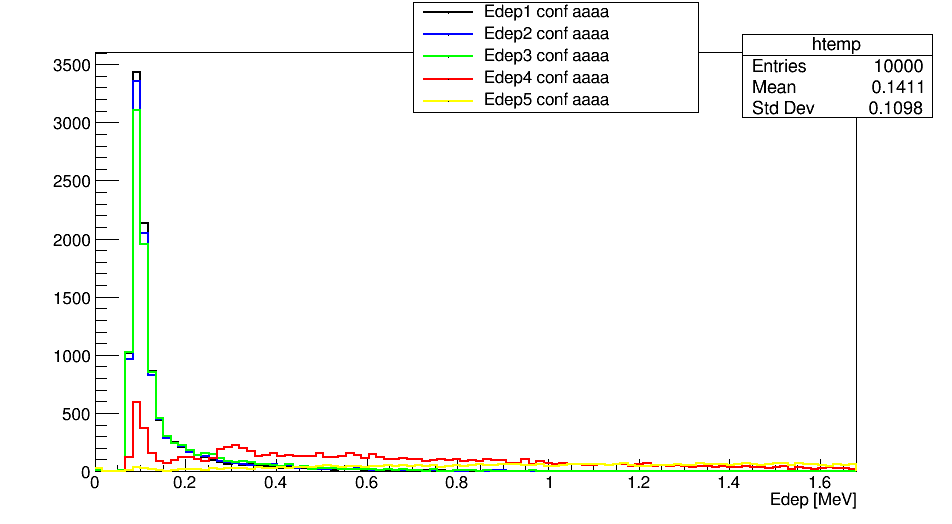 Edep1 conf aaaa
Edep2 conf aaaa
Edep3 conf aaaa
Edep4 conf aaaa
Edep5 conf aaaa
htemp
Entries 10000
Mean 0.1411
Std Dev 0.1098
3500
3000
2500
2000
1500
1000
500
0
0 0.2 0.4 0.6 0.8 1 1.2 1.4 1.6
Edep [MeV]